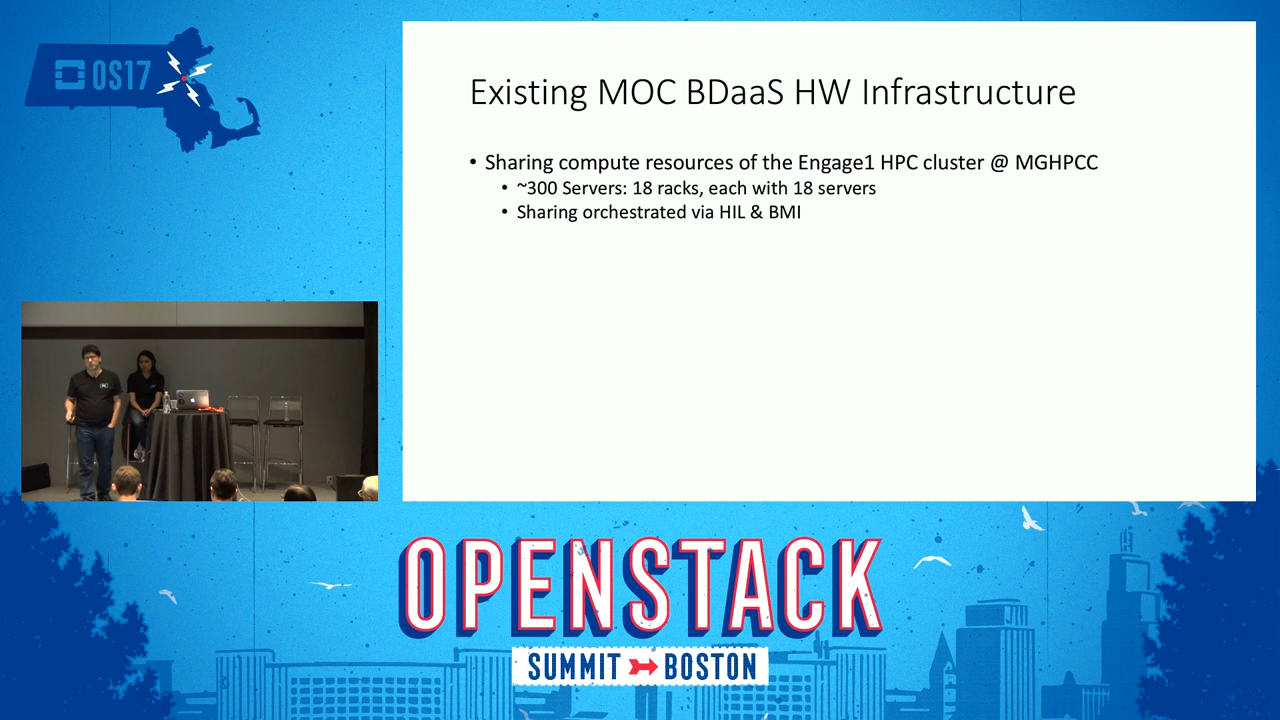 OS17
Existing MOC BDaaS HW Infrastructure
• Sharing compute resources of the Engage1 HPC cluster @ MGHPCC
• ~300 Servers: 18 racks, each with 18 servers
• Sharing orchestrated via HIL & BMI
OPENSTACK
SUMMIT BOSTON